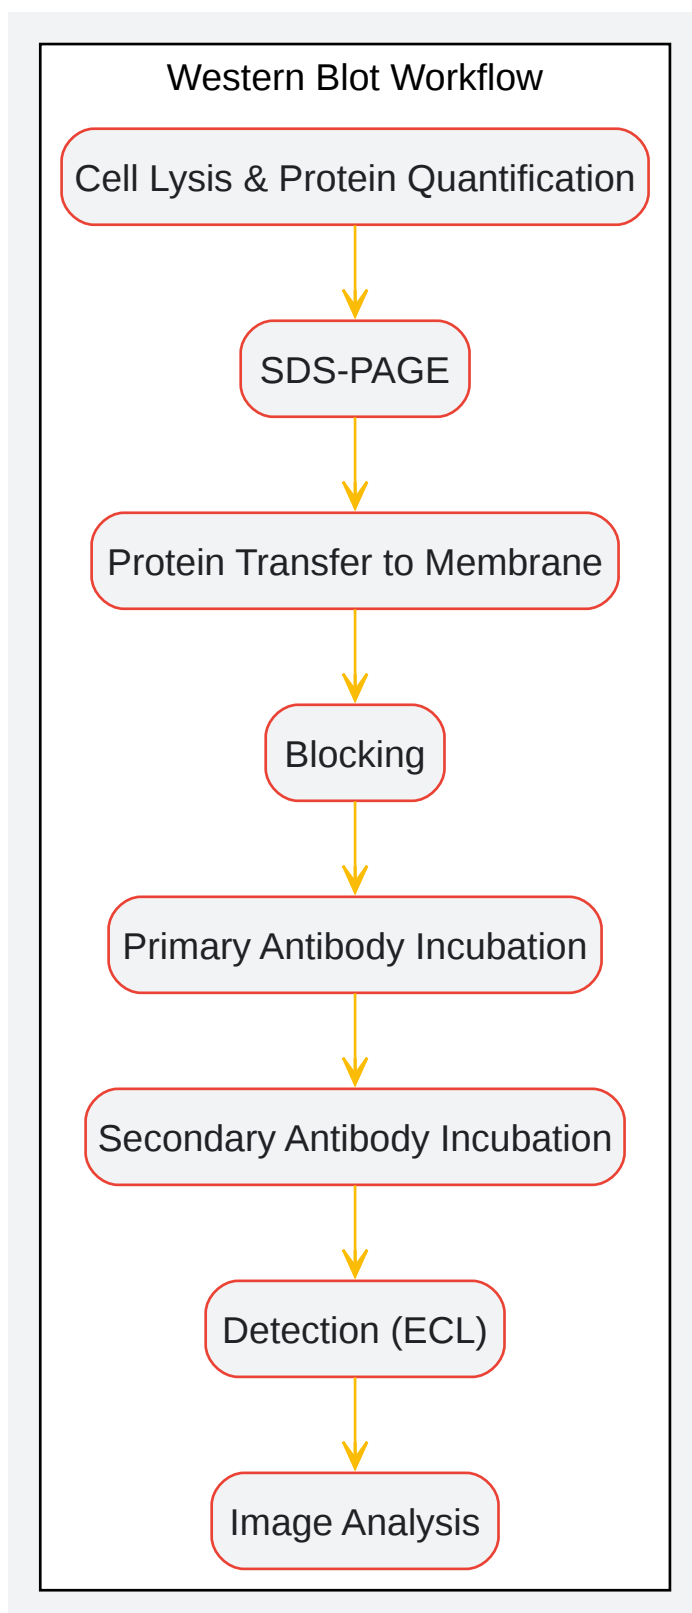 Western Blot Workflow
Cell Lysis & Protein Quantification
SDS-PAGE
Protein Transfer to Membrane
Blocking
Primary Antibody Incubation
Secondary Antibody Incubation
Detection (ECL)
Image Analysis